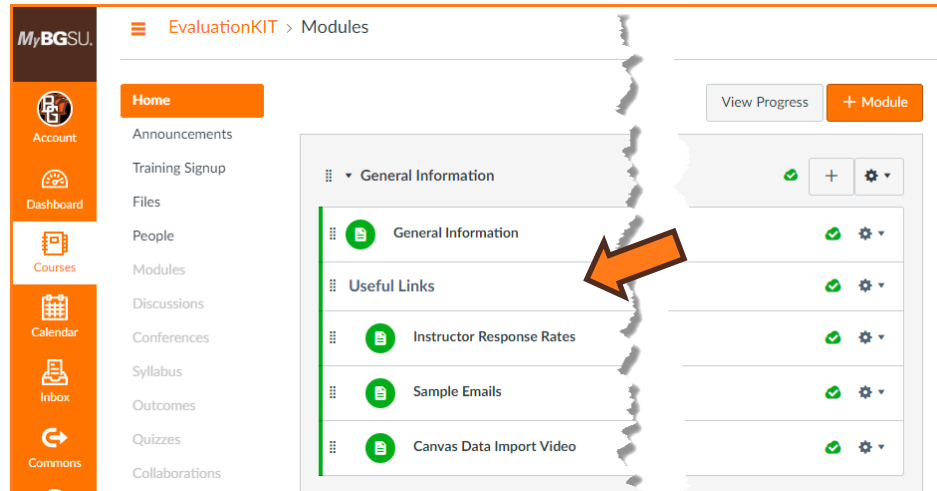 MyBGSU.
EvaluationKIT > Modules
Account
Dashboard
Courses
Calendar
Inbox
Commons
Home
Announcements
Training Signup
Files
People
Modules
Discussions
Conferences
Syllabus
Outcomes
Quizzes
Collaborations
View Progress
+ Module
General Information
General Information
Useful Links
Instructor Response Rates
Sample Emails
Canvas Data Import Video